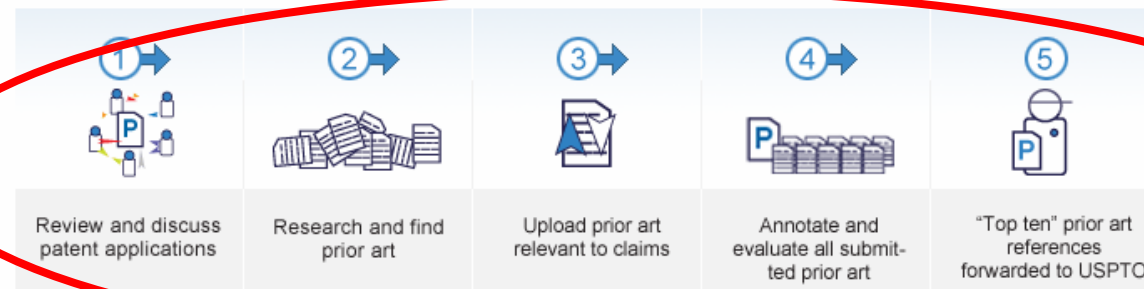 1
2
3
4
5
P
P
P
Review and discuss
patent applications
Research and find
prior art
Upload prior art
relevant to claims
Annotate and
evaluate all submit-
ted prior art
“Top ten” prior art
references
forwarded to USPTO